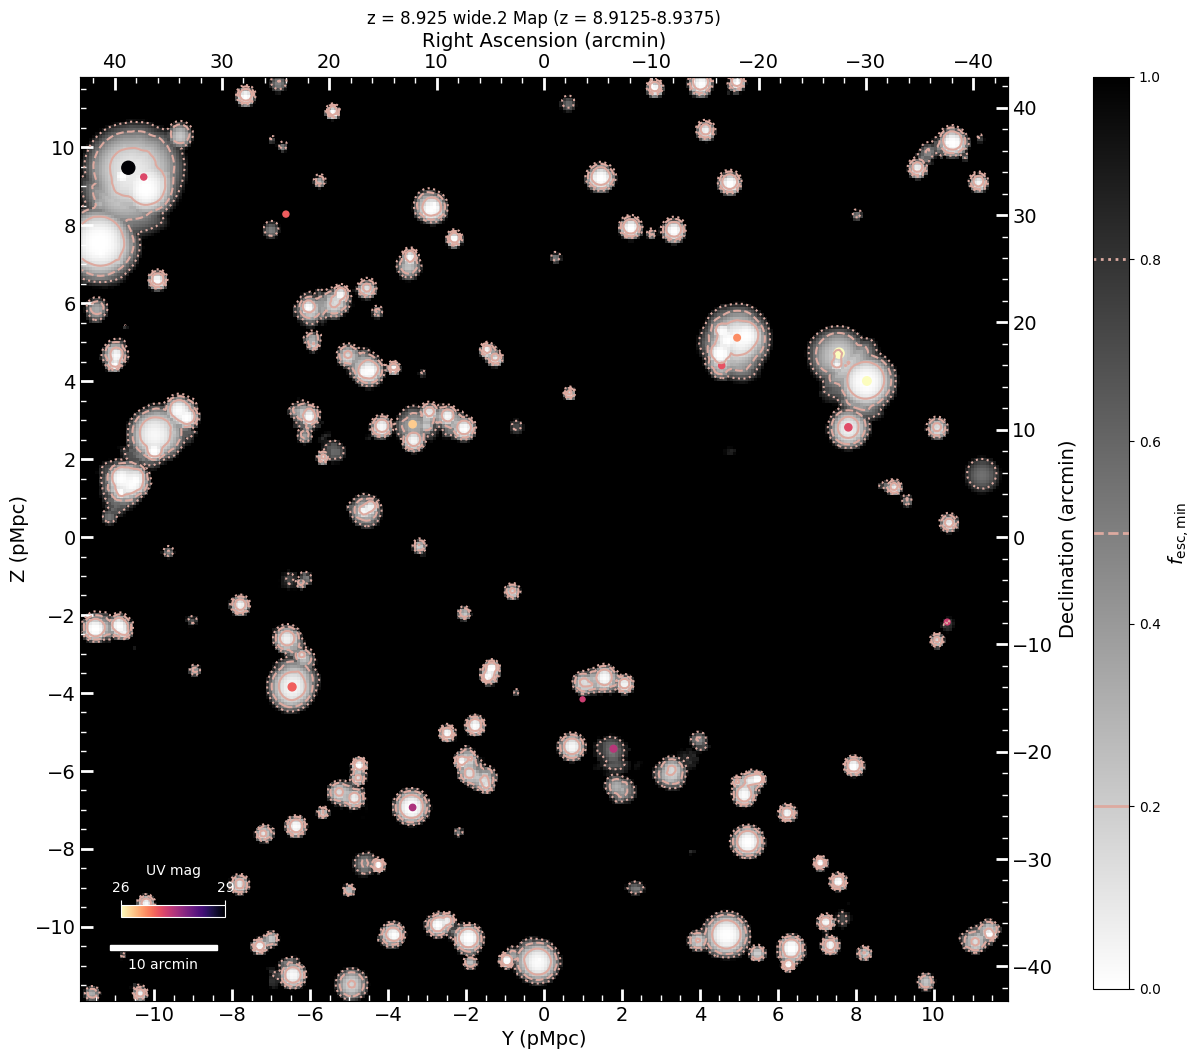 z = 8.925 wide.2 Map (z = 8.9125-8.9375)
Right Ascension (arcmin)
40 30 20 10 0 −10 −20 −30 −40
10
8
6
4
2
0
−2
−4
−6
−8
−10
Z (pMpc)
40
30
20
10
0
−10
−20
−30
−40
Declination (arcmin)
1.0
0.8
0.6
0.4
0.2
0.0
fesc,min
UV mag
26 29
10 arcmin
−10 −8 −6 −4 −2 0 2 4 6 8 10
Y (pMpc)